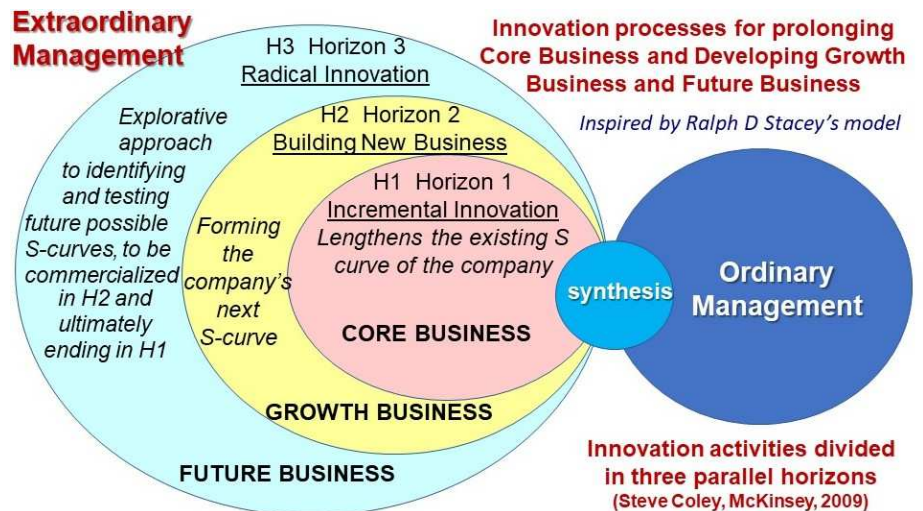 Extraordinary
Management
H3 Horizon 3
Radical Innovation
Explorative
approach
to identifying
and testing
future possible
S-curves, to be
commercialized
in H2 and
ultimately
ending in H1
FUTURE BUSINESS
H2 Horizon 2
Building New Business
Forming
the
company's
next
S-curve
GROWTH BUSINESS
H1 Horizon 1
Incremental Innovation
Lengthens the existing S
curve of the company
CORE BUSINESS
synthesis
Innovation processes for prolonging
Core Business and Developing Growth
Business and Future Business
Inspired by Ralph D Stacey's model
Ordinary
Management
Innovation activities divided
in three parallel horizons
(Steve Coley, McKinsey, 2009)